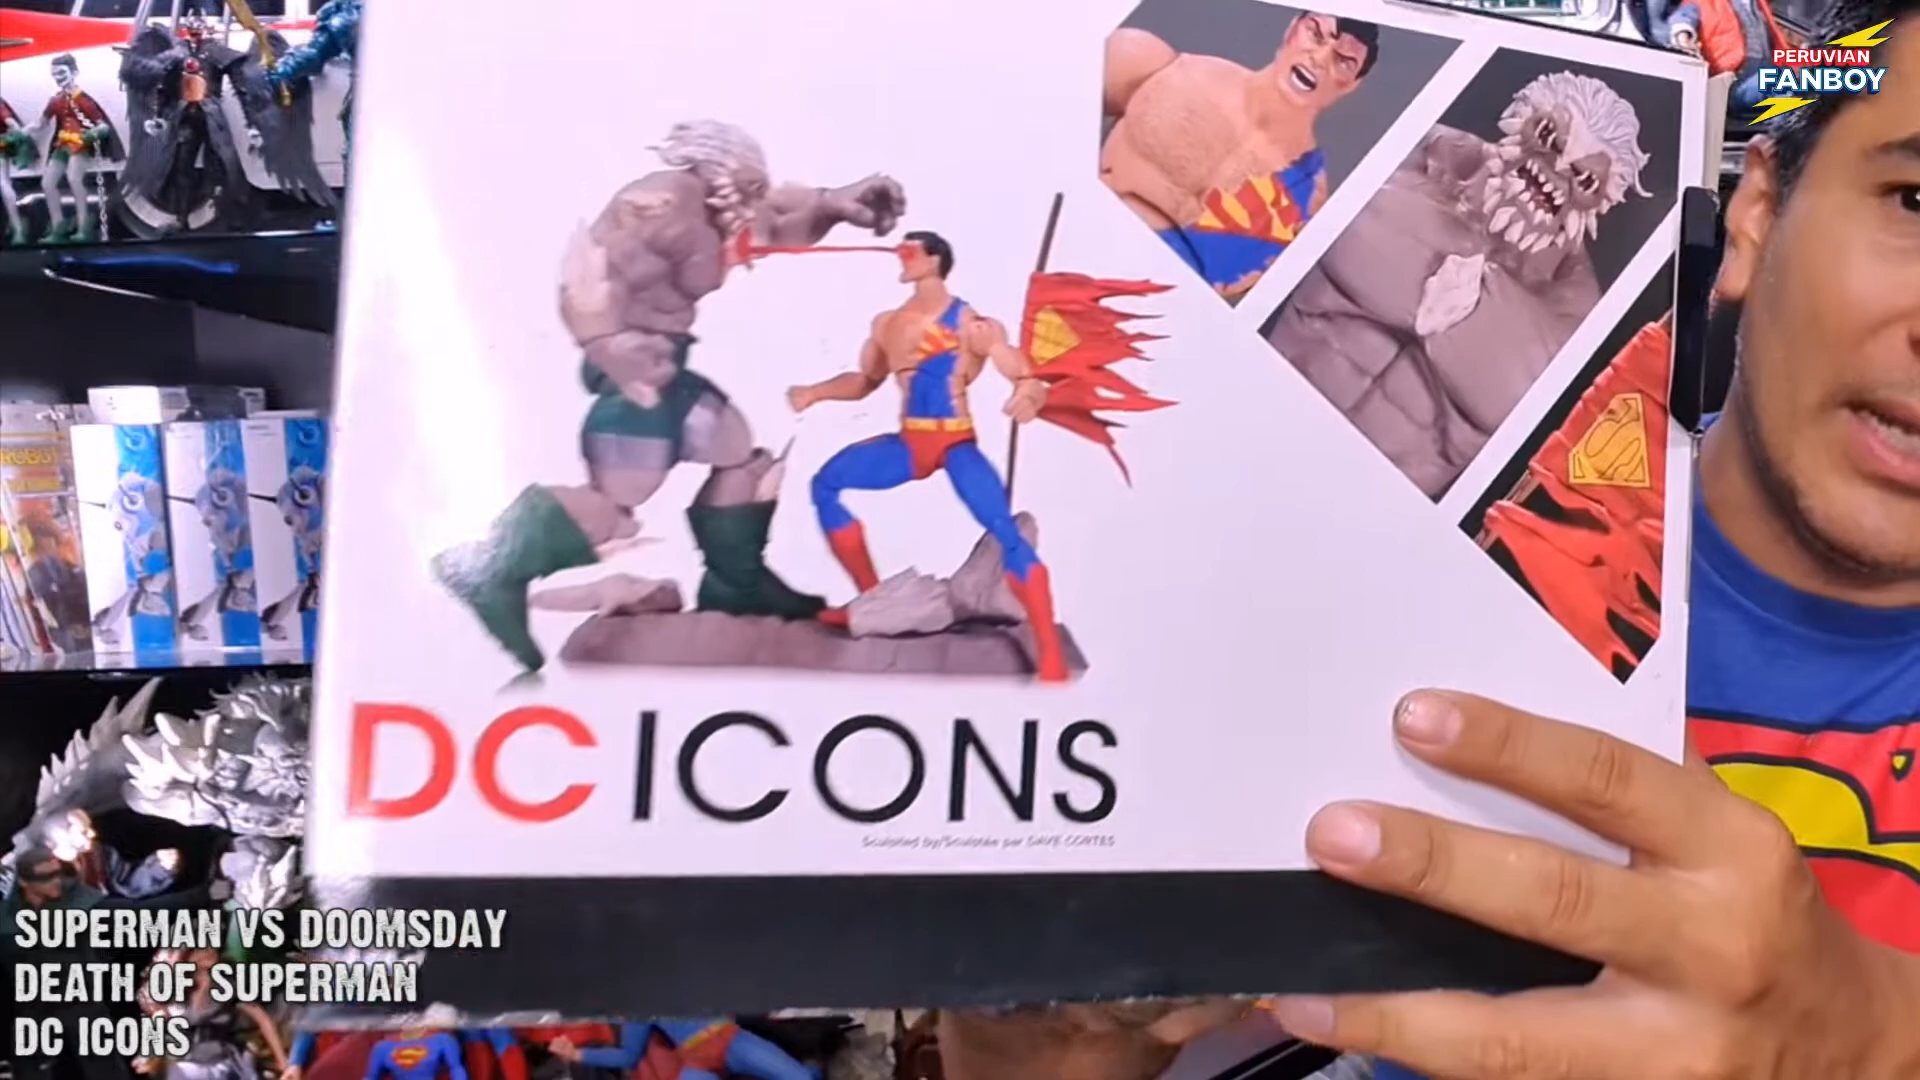 PERUVIAN
FANBOY
DC ICONS
Sculpted by/Sculptée par DAVE CORTES
SUPERMAN VS DOOMSDAY
DEATH OF SUPERMAN
DC ICONS